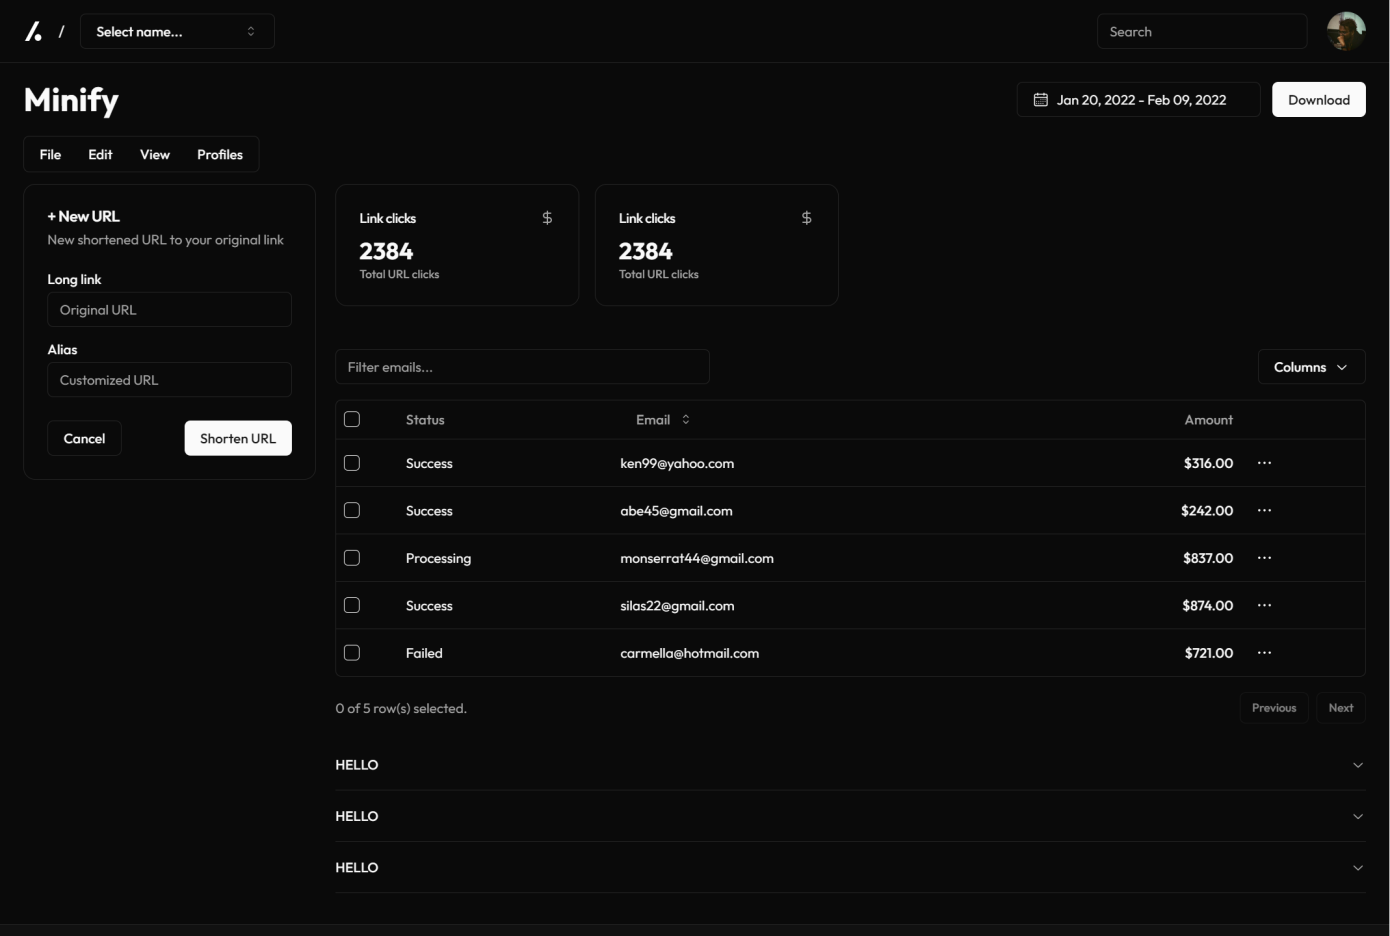 / Select name... Search
Minify
Jan 20, 2022 - Feb 09, 2022 Download
File Edit View Profiles
+ New URL
New shortened URL to your original link
Long link
Original URL
Alias
Customized URL
Cancel Shorten URL
Link clicks $
2384
Total URL clicks
Link clicks $
2384
Total URL clicks
Filter emails... Columns
Status Email Amount
Success ken99@yahoo.com $316.00 ...
Success abe45@gmail.com $242.00 ...
Processing monserrat44@gmail.com $837.00 ...
Success silas22@gmail.com $874.00 ...
Failed carmella@hotmail.com $721.00 ...
0 of 5 row(s) selected. Previous Next
HELLO
HELLO
HELLO